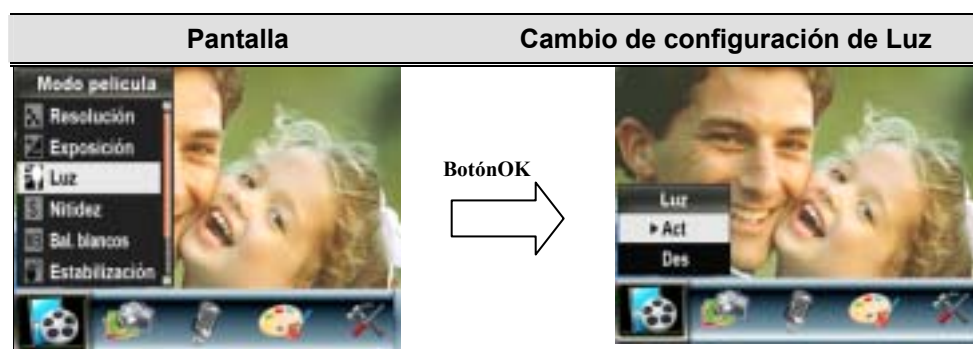 Pantalla
Cambio de configuración de Luz
Modo película
Resolución
Exposición
Luz
Nitidez
Bal. blancos
Estabilización
BotónOK
Luz
Act
Des